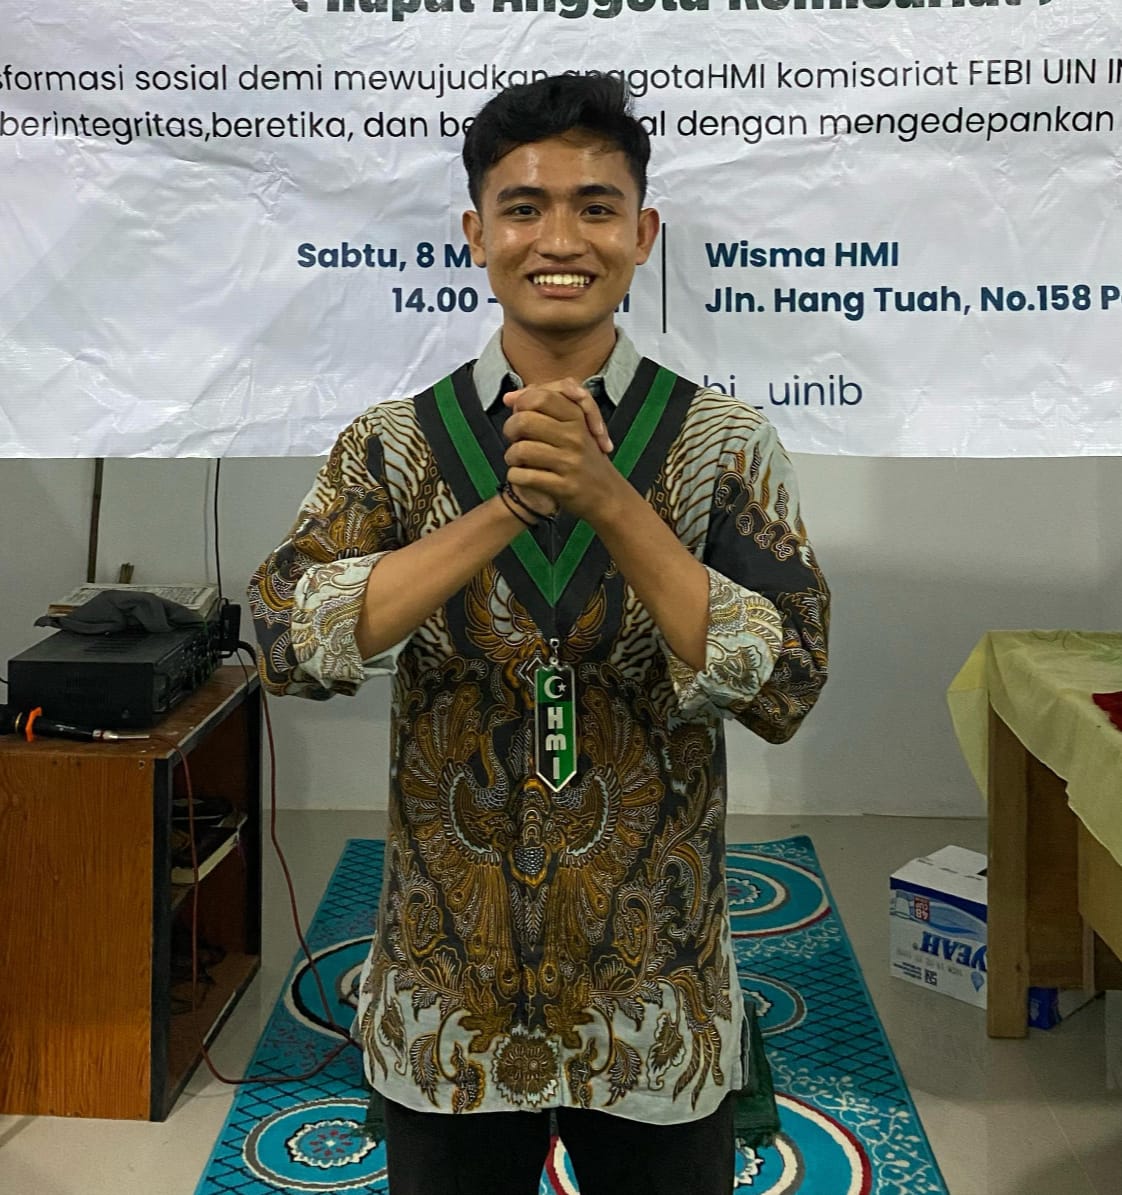 ( Rapat Anggota Komisariat )
sformasi sosial demi mewujudkan anggotaHMI komisariat FEBI UIN I
berintegritas,beretika, dan be al dengan mengedepankan
Sabtu, 8 M
14.00 -
Wisma HMI
Jln. Hang Tuah, No.158 P
bi_uinib
HMI
YEAH